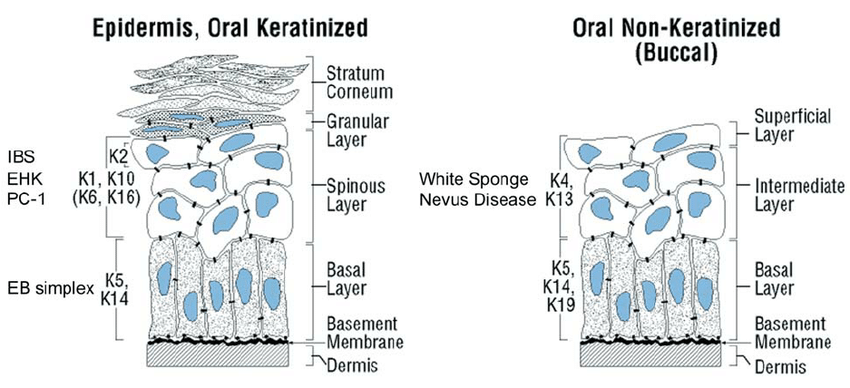 Epidermis, Oral Keratinized
Stratum
Corneum
Granular
Layer
IBS
EHK
PC-1
K2
K1, K10
(K6, K16)
Spinous
Layer
EB simplex
K5,
K14
Basal
Layer
Basement
Membrane
Dermis
Oral Non-Keratinized
(Buccal)
Superficial
Layer
White Sponge
Nevus Disease
K4,
K13
Intermediate
Layer
K5,
K14,
K19
Basal
Layer
Basement
Membrane
Dermis